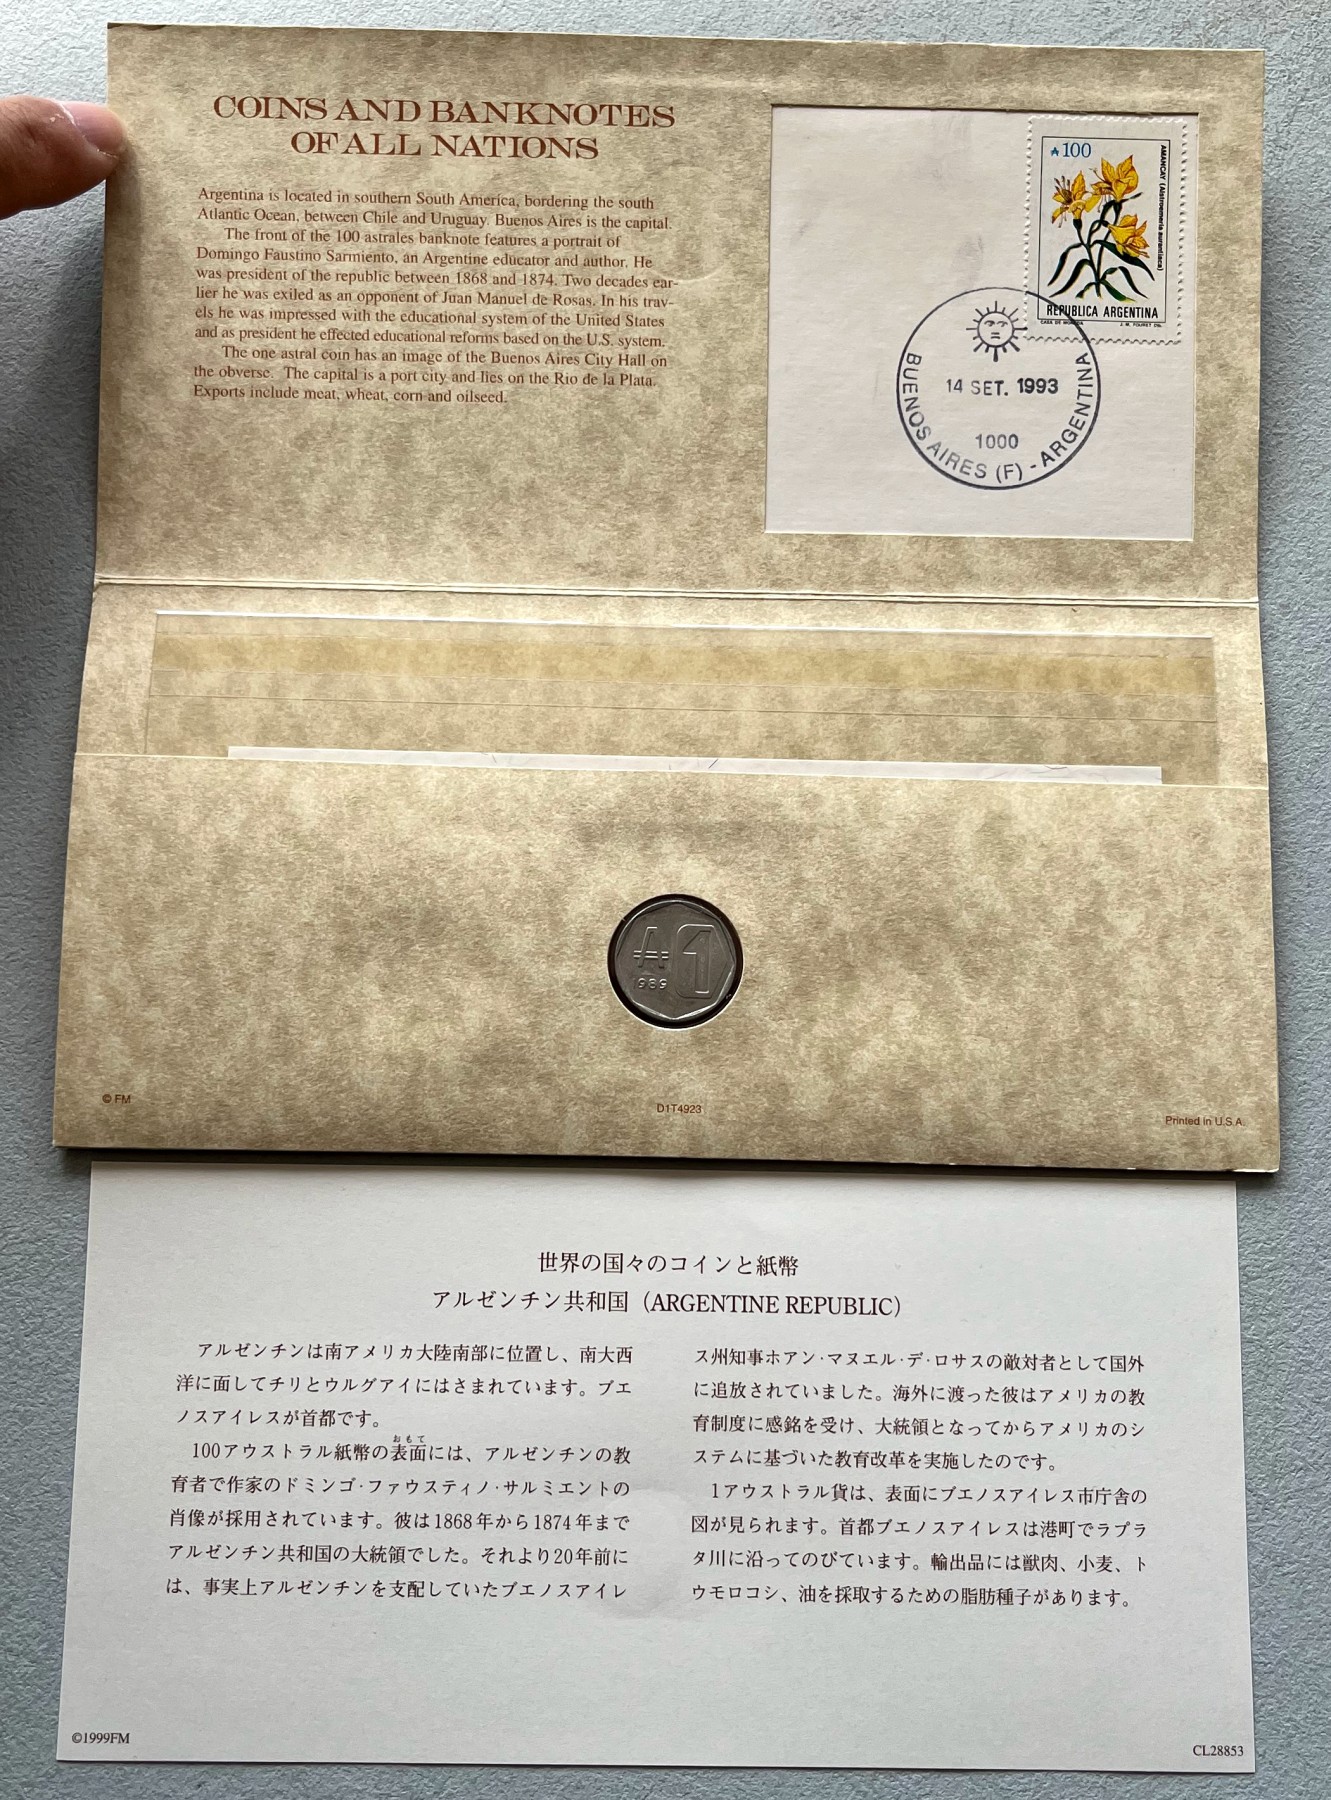 COINS AND BANKNOTES
OF ALL NATIONS
Argentina is located in southern South America, bordering the south
Atlantic Ocean, between Chile and Uruguay. Buenos Aires is the capital.
The front of the 100 astrales banknote features a portrait of
Domingo Faustino Sarmiento, an Argentine educator and author. He
was president of the republic between 1868 and 1874. Two decades ear-
lier he was exiled as an opponent of Juan Manuel de Rosas. In his trav-
els he was impressed with the educational system of the United States
and as president he effected educational reforms based on the U.S. system.
The one astral coin has an image of the Buenos Aires City Hall on
the obverse. The capital is a port city and lies on the Rio de la Plata.
Exports include meat, wheat, corn and oilseed.
₳100
AMANCAY (Alstroemeria aurantiaca)
REPUBLICA ARGENTINA
CASA DE MONEDA
J. M. FOURET DIS.
14 SET. 1993
1000
BUENOS AIRES (F) - ARGENTINA
₳ 1
1989
© FM
D1T4923
Printed in U.S.A.
世界の国々のコインと紙幣
アルゼンチン共和国（ARGENTINE REPUBLIC）
アルゼンチンは南アメリカ大陸南部に位置し、南大西
洋に面してチリとウルグアイにはさまれています。ブエ
ノスアイレスが首都です。
おもて
100アウストラル紙幣の表面には、アルゼンチンの教
育者で作家のドミンゴ・ファウスティノ・サルミエントの
肖像が採用されています。彼は1868年から1874年まで
アルゼンチン共和国の大統領でした。それより20年前に
は、事実上アルゼンチンを支配していたブエノスアイレ
ス州知事ホアン・マヌエル・デ・ロサスの敵対者として国外
に追放されていました。海外に渡った彼はアメリカの教
育制度に感銘を受け、大統領となってからアメリカのシ
ステムに基づいた教育改革を実施したのです。
1アウストラル貨は、表面にブエノスアイレス市庁舎の
図が見られます。首都ブエノスアイレスは港町でラプラ
タ川に沿ってのびています。輸出品には獣肉、小麦、ト
ウモロコシ、油を採取するための脂肪種子があります。
©1999FM
CL28853